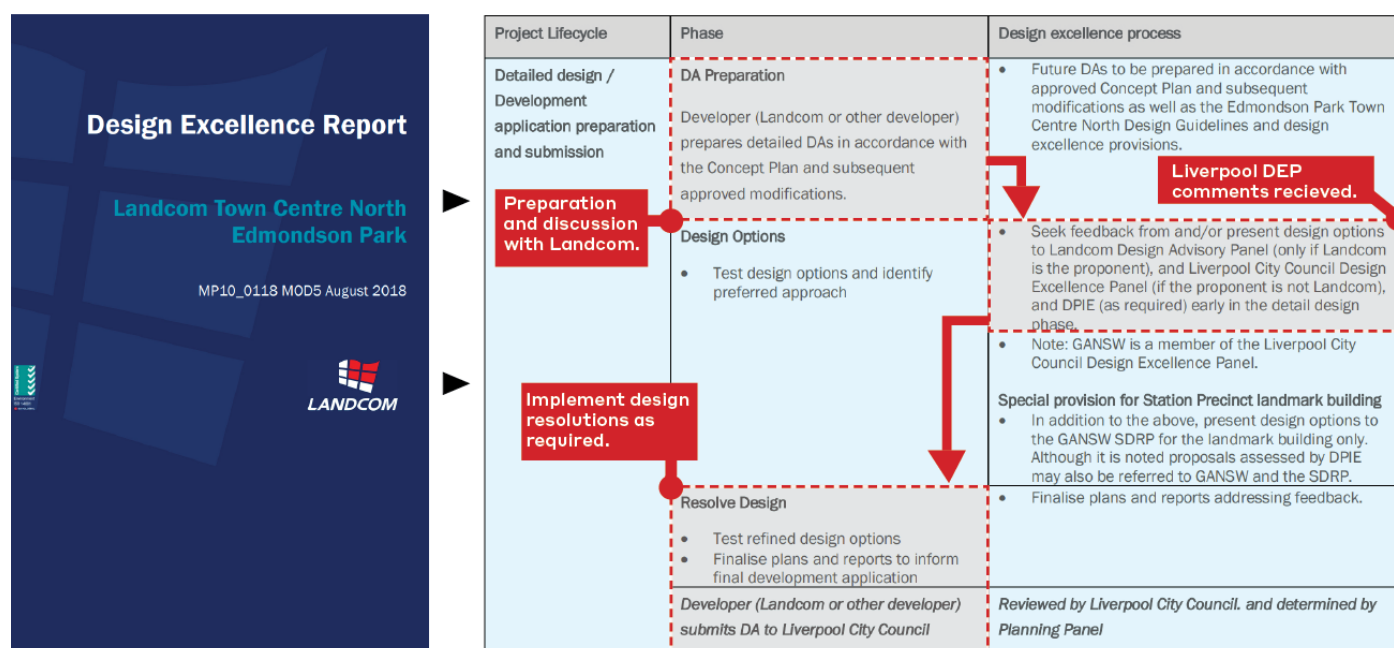 Design Excellence Report
Landcom Town Centre North
Edmondson Park
MP10_0118 MOD5 August 2018
LANDCOM
Project Lifecycle
Phase
Design excellence process
Detailed design /
Development
application preparation
and submission
DA Preparation
Developer (Landcom or other developer)
prepares detailed DAs in accordance with
the Concept Plan and subsequent
approved modifications.
• Future DAs to be prepared in accordance with
approved Concept Plan and subsequent
modifications as well as the Edmondson Park Town
Centre North Design Guidelines and design
excellence provisions.
Liverpool DEP
comments recieved.
Preparation
and discussion
with Landcom.
Design Options
• Test design options and identify
preferred approach
• Seek feedback from and/or present design options
to Landcom Design Advisory Panel (only if Landcom
is the proponent), and Liverpool City Council Design
Excellence Panel (if the proponent is not Landcom),
and DPIE (as required) early in the detail design
phase.
• Note: GANSW is a member of the Liverpool City
Council Design Excellence Panel.
Special provision for Station Precinct landmark building
• In addition to the above, present design options to
the GANSW SDRP for the landmark building only.
Although it is noted proposals assessed by DPIE
may also be referred to GANSW and the SDRP.
Implement design
resolutions as
required.
Resolve Design
• Test refined design options
• Finalise plans and reports to inform
final development application
• Finalise plans and reports addressing feedback.
Developer (Landcom or other developer)
submits DA to Liverpool City Council
Reviewed by Liverpool City Council. and determined by
Planning Panel